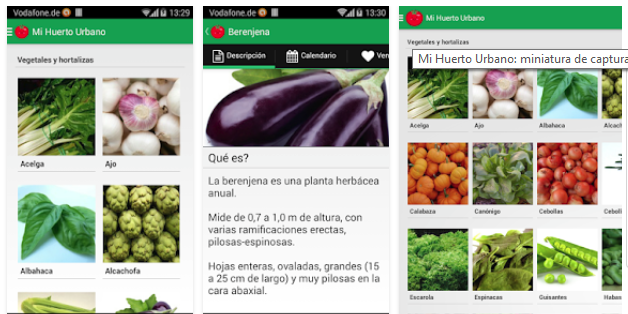 Vodafone.de 13:29
Mi Huerto Urbano
Vegetales y hortalizas
Acelga Ajo
Albahaca Alcachofa
Vodafone.de 13:30
Berenjena
Descripción Calendario Ven
Qué es?
La berenjena es una planta herbácea
anual.
Mide de 0,7 a 1,0 m de altura, con
varias ramificaciones erectas,
pilosas-espinosas.
Hojas enteras, ovaladas, grandes (15
a 25 cm de largo) y muy pilosas en la
cara abaxial.
Mi Huerto Urbano
Vegetales y hortalizas
Mi Huerto Urbano: miniatura de captura
Acelga Ajo Albahaca Alcach
Calabaza Canónigo Cebollas Ceboll
Escarola Espinacas Guisantes Habas